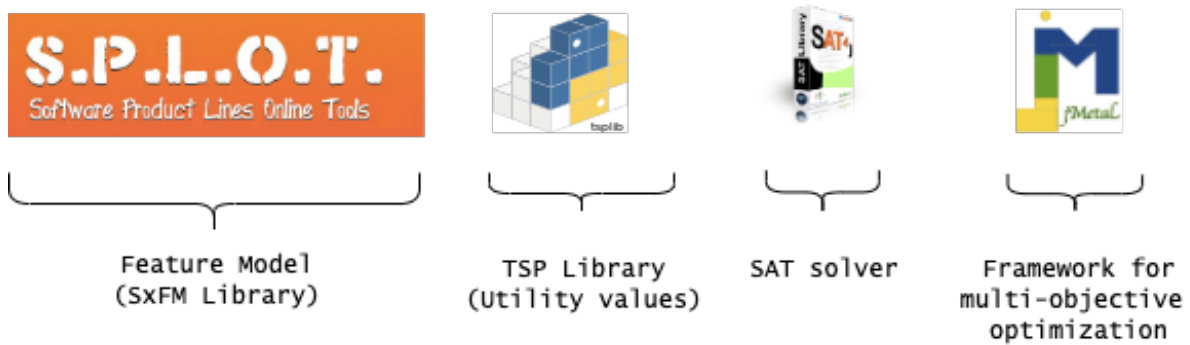 S.P.L.O.T.
Software Product Lines Online Tools
tsplib
SAT Library
SAT4j
jMetal
Feature Model
(SxFM Library)
TSP Library
(Utility values)
SAT solver
Framework for
multi-objective
optimization